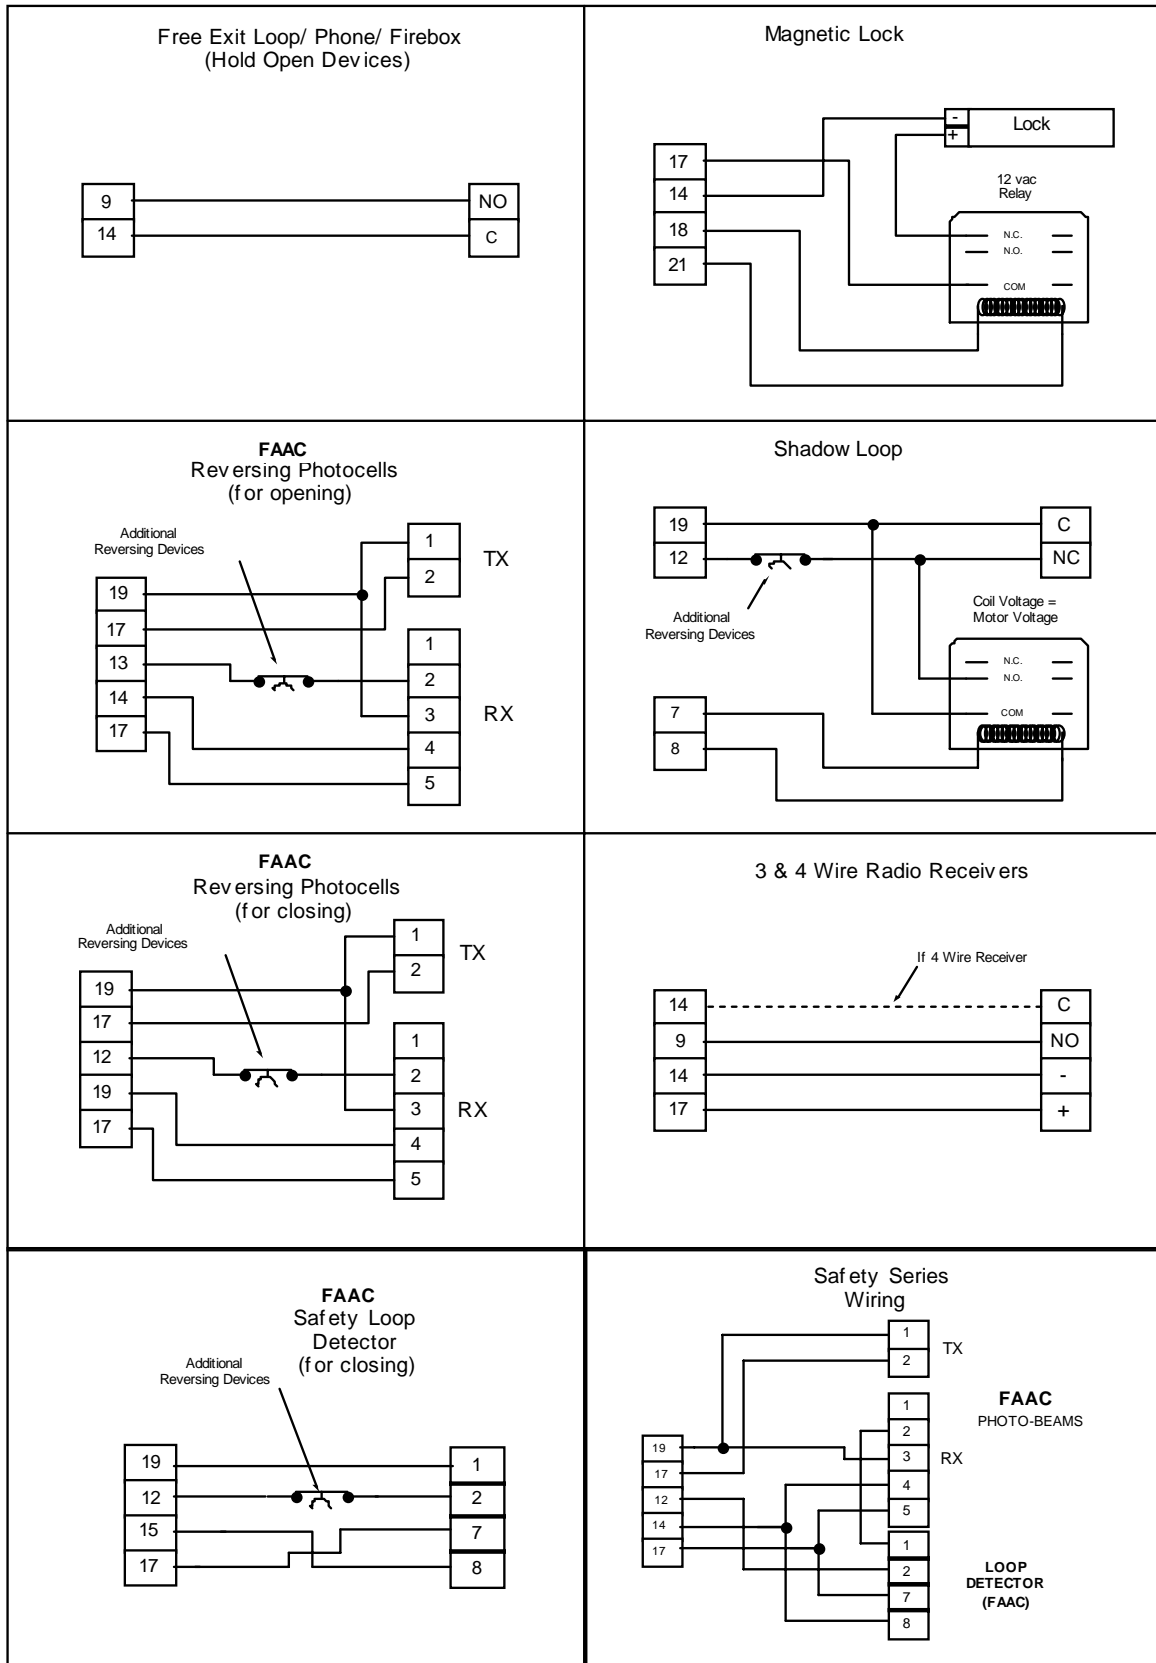 Free Exit Loop/ Phone/ Firebox
(Hold Open Devices)
9
14
NO
C
Magnetic Lock
17
14
18
21
-
+
Lock
12 vac
Relay
N.C.
N.O.
COM
FAAC
Reversing Photocells
(for opening)
Additional
Reversing Devices
19
17
13
14
17
1
2
TX
1
2
3
4
5
RX
Shadow Loop
19
12
C
NC
Additional
Reversing Devices
Coil Voltage =
Motor Voltage
N.C.
N.O.
COM
7
8
FAAC
Reversing Photocells
(for closing)
Additional
Reversing Devices
19
17
12
19
17
1
2
TX
1
2
3
4
5
RX
3 & 4 Wire Radio Receivers
If 4 Wire Receiver
14
9
14
17
C
NO
-
+
FAAC
Safety Loop
Detector
(for closing)
Additional
Reversing Devices
19
12
15
17
1
2
7
8
Safety Series
Wiring
1
2
TX
FAAC
PHOTO-BEAMS
19
17
12
14
17
1
2
3
4
5
RX
1
2
7
8
LOOP
DETECTOR
(FAAC)